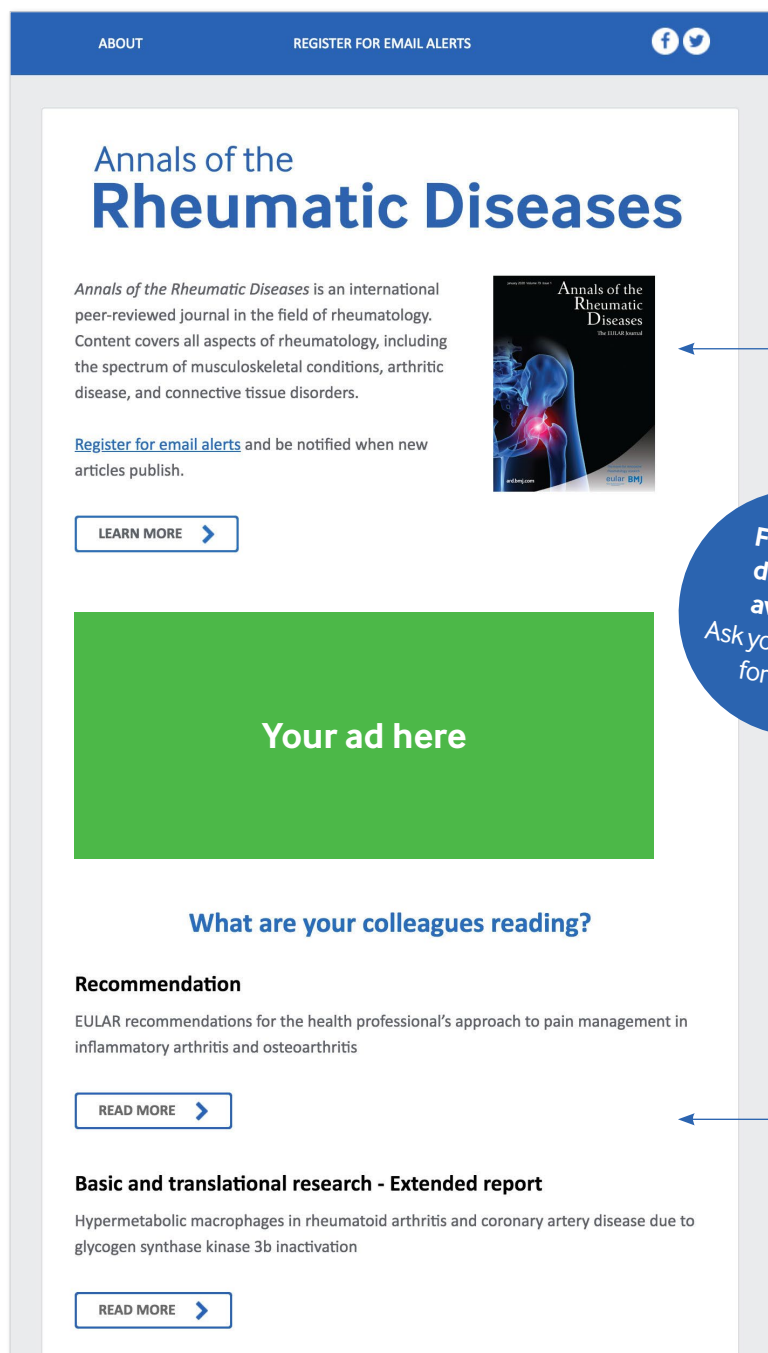 ABOUT
REGISTER FOR EMAIL ALERTS
Annals of the
Rheumatic Diseases
Annals of the Rheumatic Diseases is an international
peer-reviewed journal in the field of rheumatology.
Content covers all aspects of rheumatology, including
the spectrum of musculoskeletal conditions, arthritic
disease, and connective tissue disorders.
Register for email alerts and be notified when new
articles publish.
LEARN MORE
Annals of the
Rheumatic
Diseases
The EULAR Journal
ard.bmj.com
eular BMJ
Ask
for
Your ad here
What are your colleagues reading?
Recommendation
EULAR recommendations for the health professional's approach to pain management in
inflammatory arthritis and osteoarthritis
READ MORE
Basic and translational research - Extended report
Hypermetabolic macrophages in rheumatoid arthritis and coronary artery disease due to
glycogen synthase kinase 3b inactivation
READ MORE